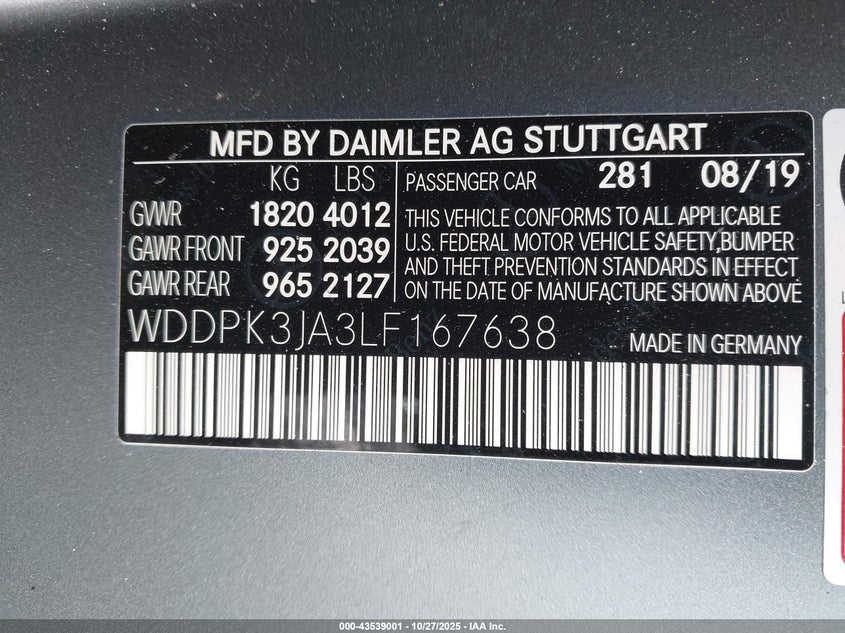 MFD BY DAIMLER AG STUTTGART
KG LBS
GVWR 1820 4012
GAWR FRONT 925 2039
GAWR REAR 965 2127
PASSENGER CAR 281 08/19
THIS VEHICLE CONFORMS TO ALL APPLICABLE
U.S. FEDERAL MOTOR VEHICLE SAFETY,BUMPER
AND THEFT PREVENTION STANDARDS IN EFFECT
ON THE DATE OF MANUFACTURE SHOWN ABOVE
WDDPK3JA3LF167638
MADE IN GERMANY
000-43539001 - 10/27/2025 - IAA Inc.